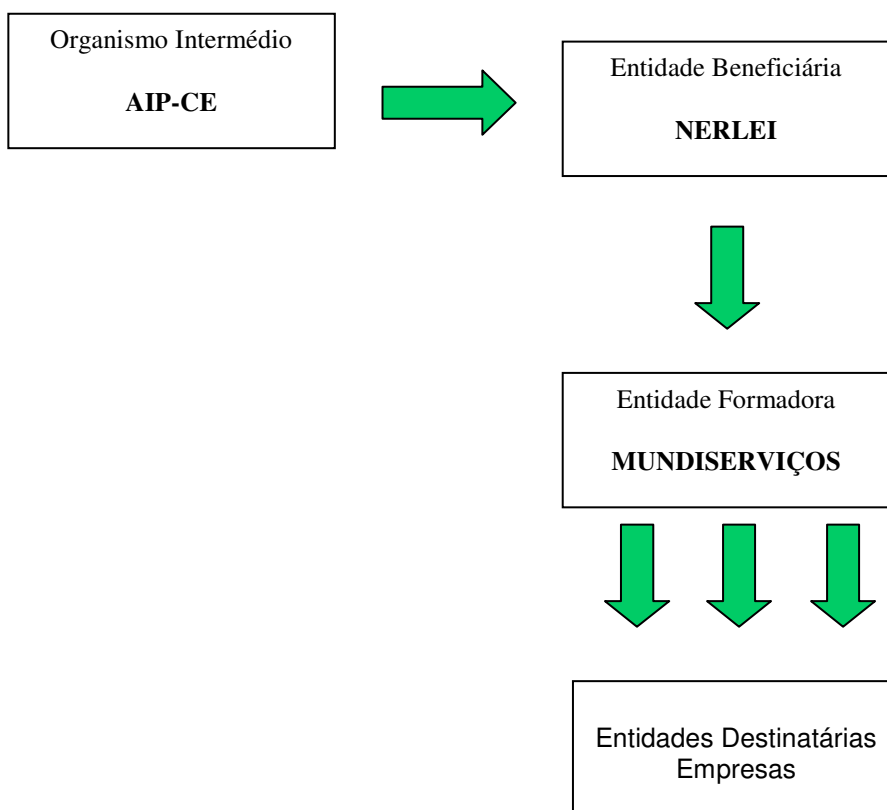 Organismo Intermédio
AIP-CE
Entidade Beneficiária
NERLEI
Entidade Formadora
MUNDISERVIÇOS
Entidades Destinatárias
Empresas